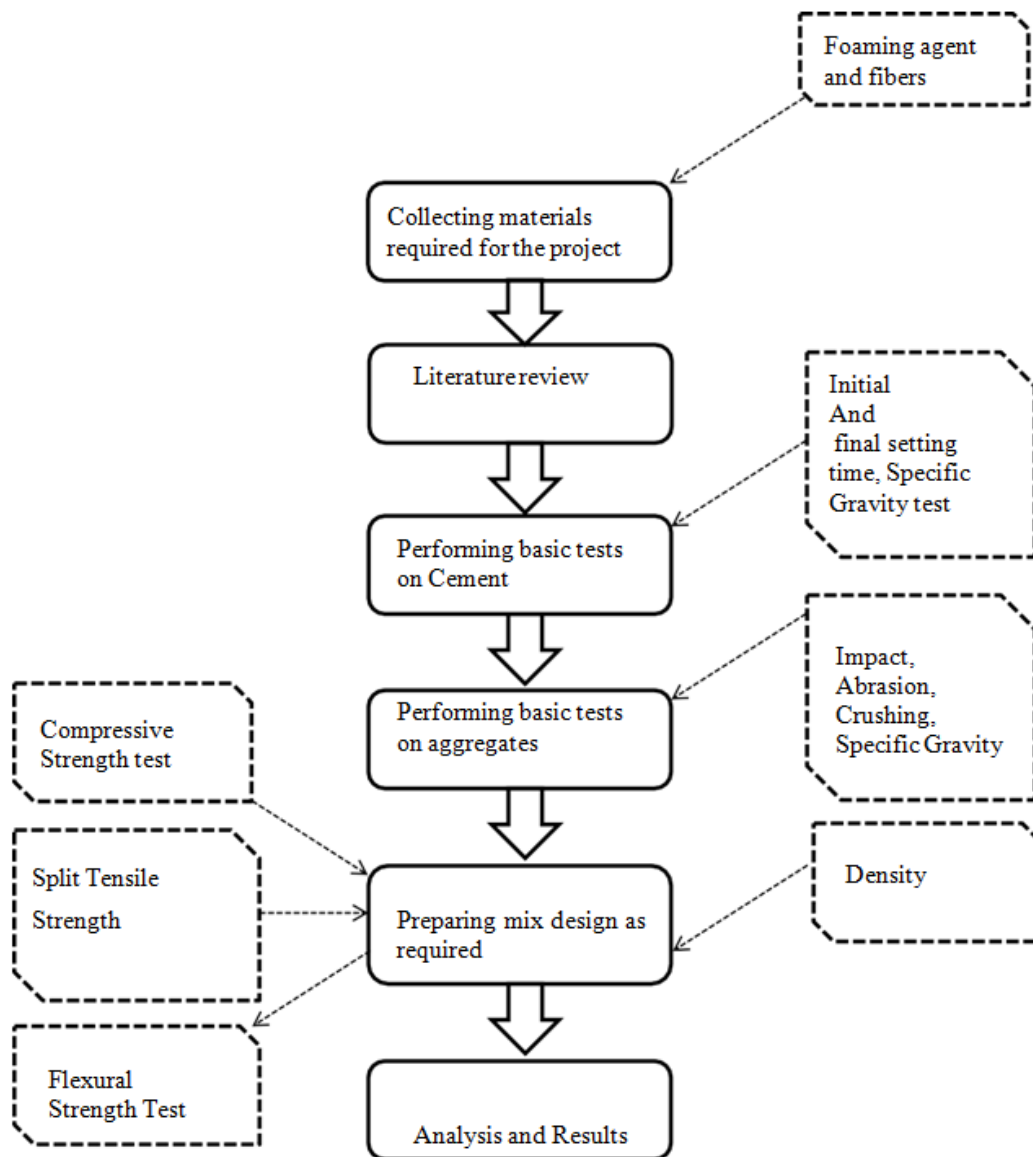 Foaming agent
and fibers
Collecting materials
required for the project
Literature review
Initial
And
final setting
time, Specific
Gravity test
Performing basic tests
on Cement
Impact,
Abrasion,
Crushing,
Specific Gravity
Performing basic tests
on aggregates
Compressive
Strength test
Split Tensile
Strength
Density
Preparing mix design as
required
Flexural
Strength Test
Analysis and Results